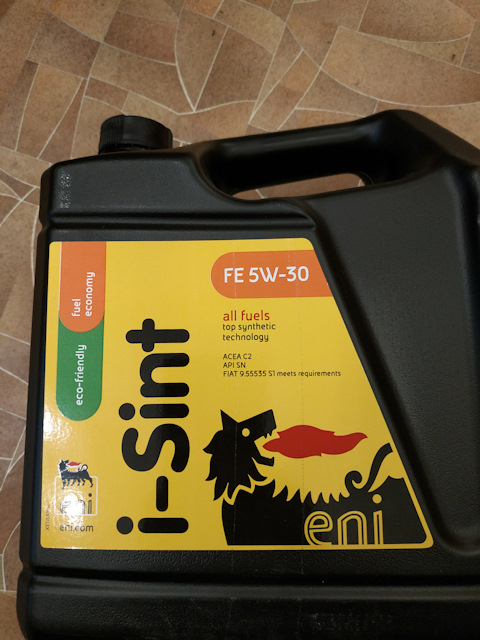 FE 5W-30
fuel
economy
eco-friendly
i-Sint
all fuels
top synthetic
technology
ACEA C2
API SN
FIAT 9.55535 S1 meets requirements
eni
eni.com
eni